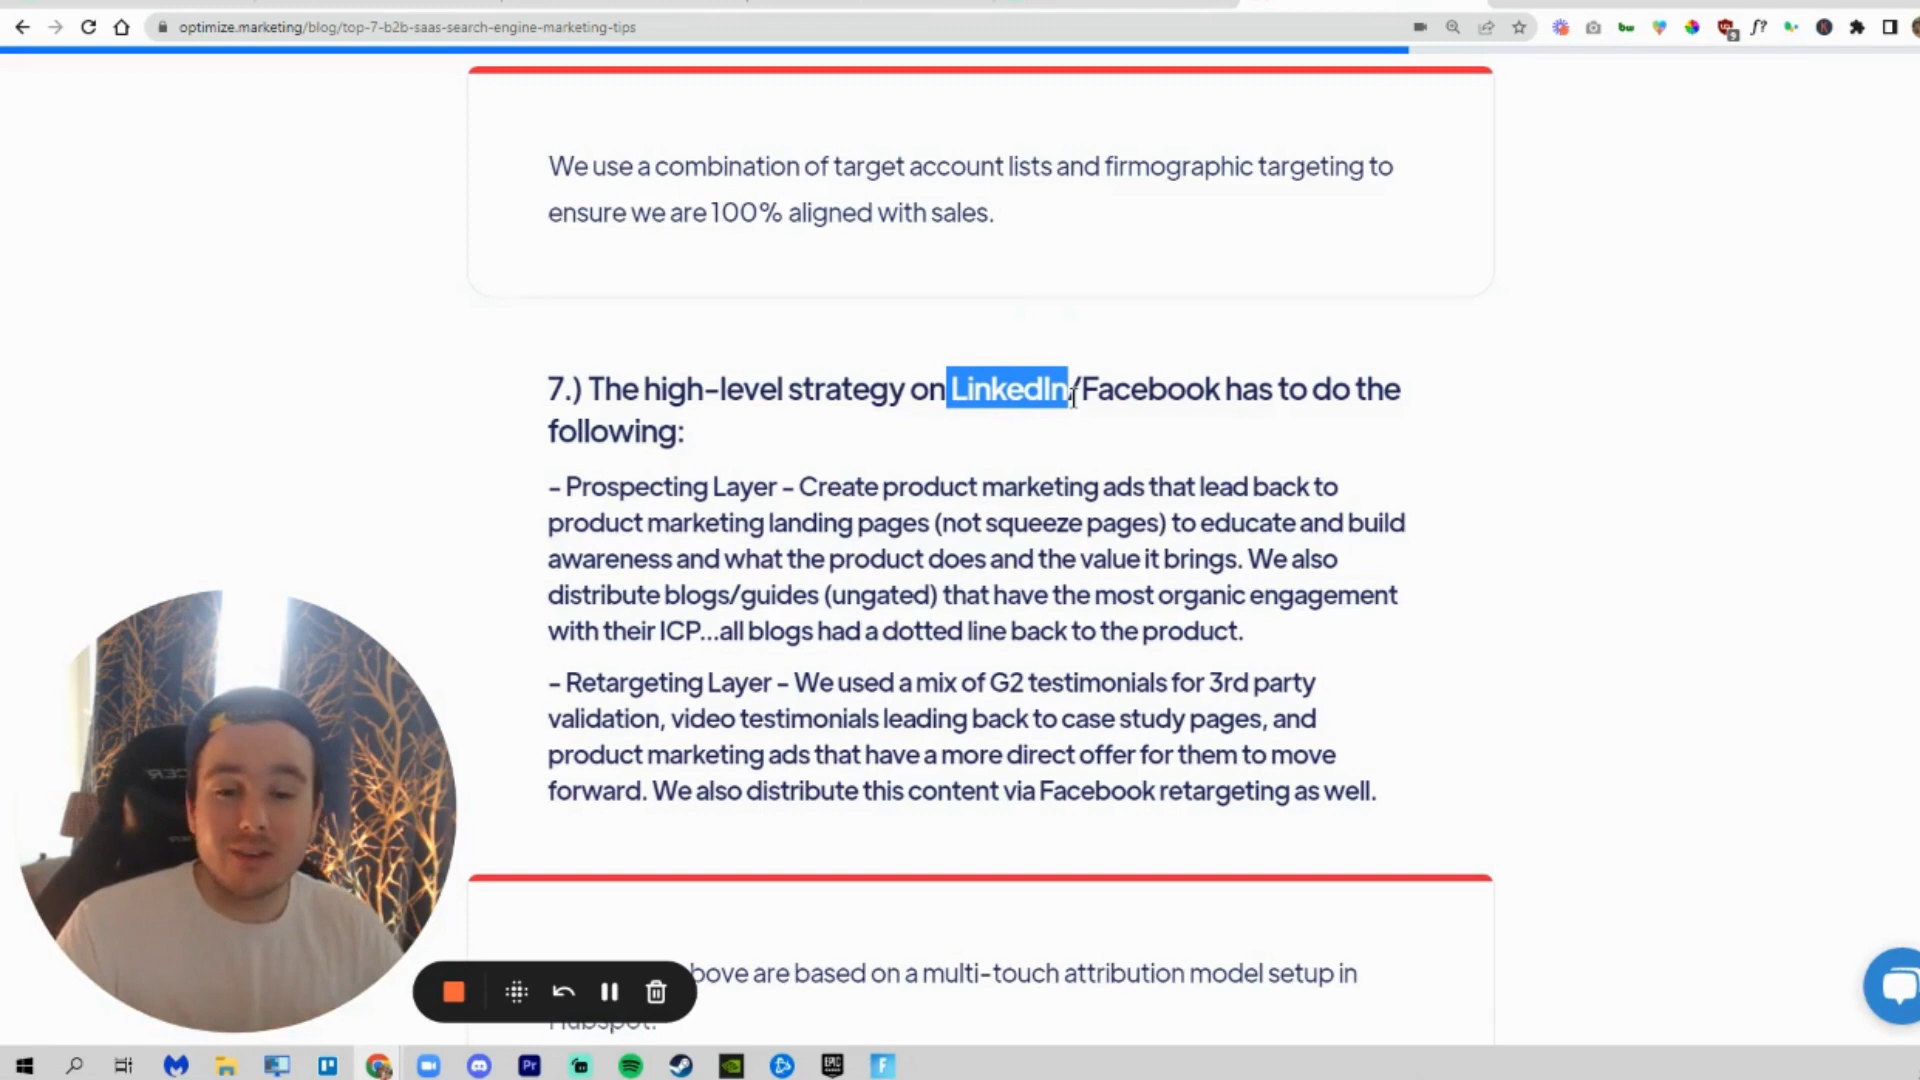 optimize.marketing/blog/top-7-b2b-saas-search-engine-marketing-tips
We use a combination of target account lists and firmographic targeting to
ensure we are 100% aligned with sales.
7.) The high-level strategy on LinkedIn/Facebook has to do the
following:
- Prospecting Layer - Create product marketing ads that lead back to
product marketing landing pages (not squeeze pages) to educate and build
awareness and what the product does and the value it brings. We also
distribute blogs/guides (ungated) that have the most organic engagement
with their ICP...all blogs had a dotted line back to the product.
- Retargeting Layer - We used a mix of G2 testimonials for 3rd party
validation, video testimonials leading back to case study pages, and
product marketing ads that have a more direct offer for them to move
forward. We also distribute this content via Facebook retargeting as well.
bove are based on a multi-touch attribution model setup in
Hubspot.